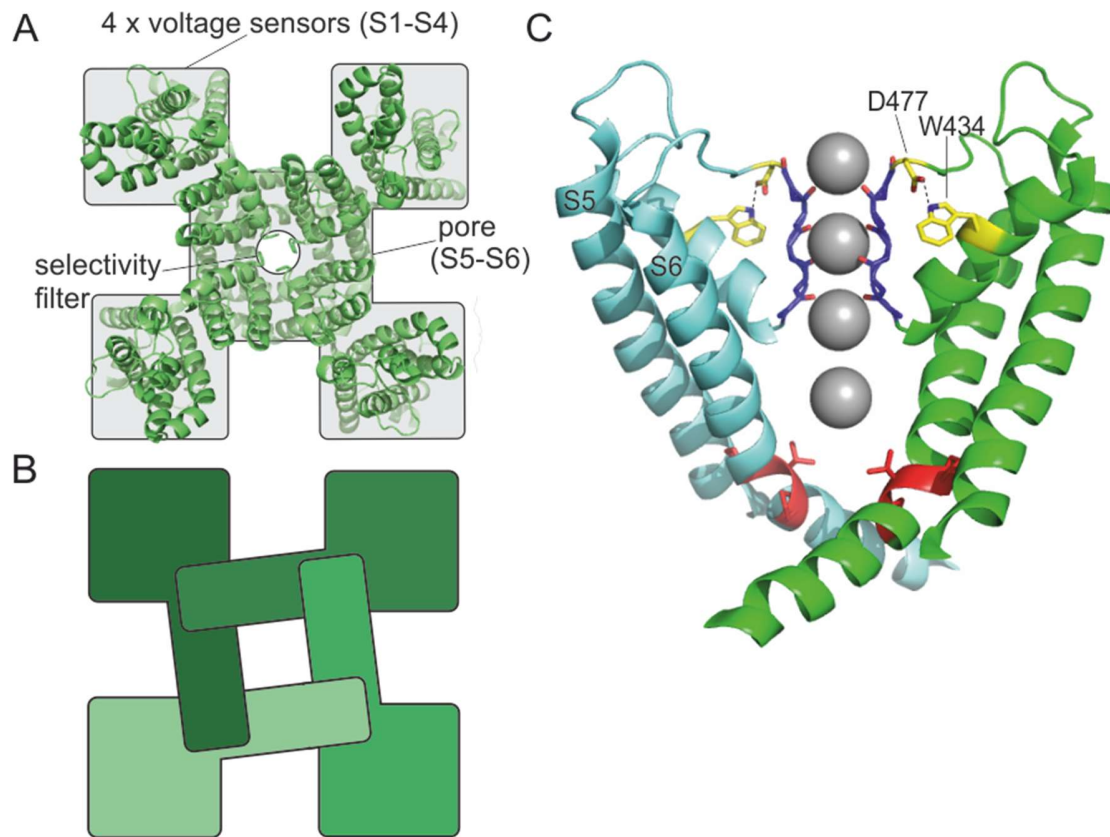 A
4 x voltage sensors (S1-S4)
selectivity
filter
pore
(S5-S6)
B
C
D477
W434
S5
S6